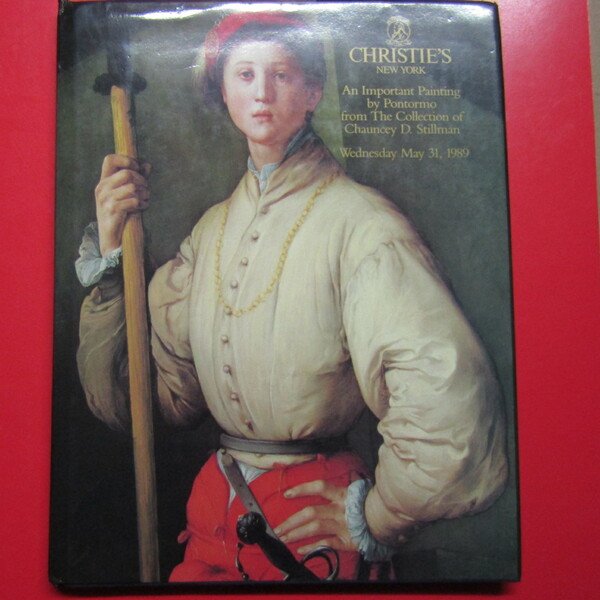 CHRISTIE'S
NEW YORK
An Important Painting
by Pontormo
from The Collection of
Chauncey D. Stillman
Wednesday May 31, 1989